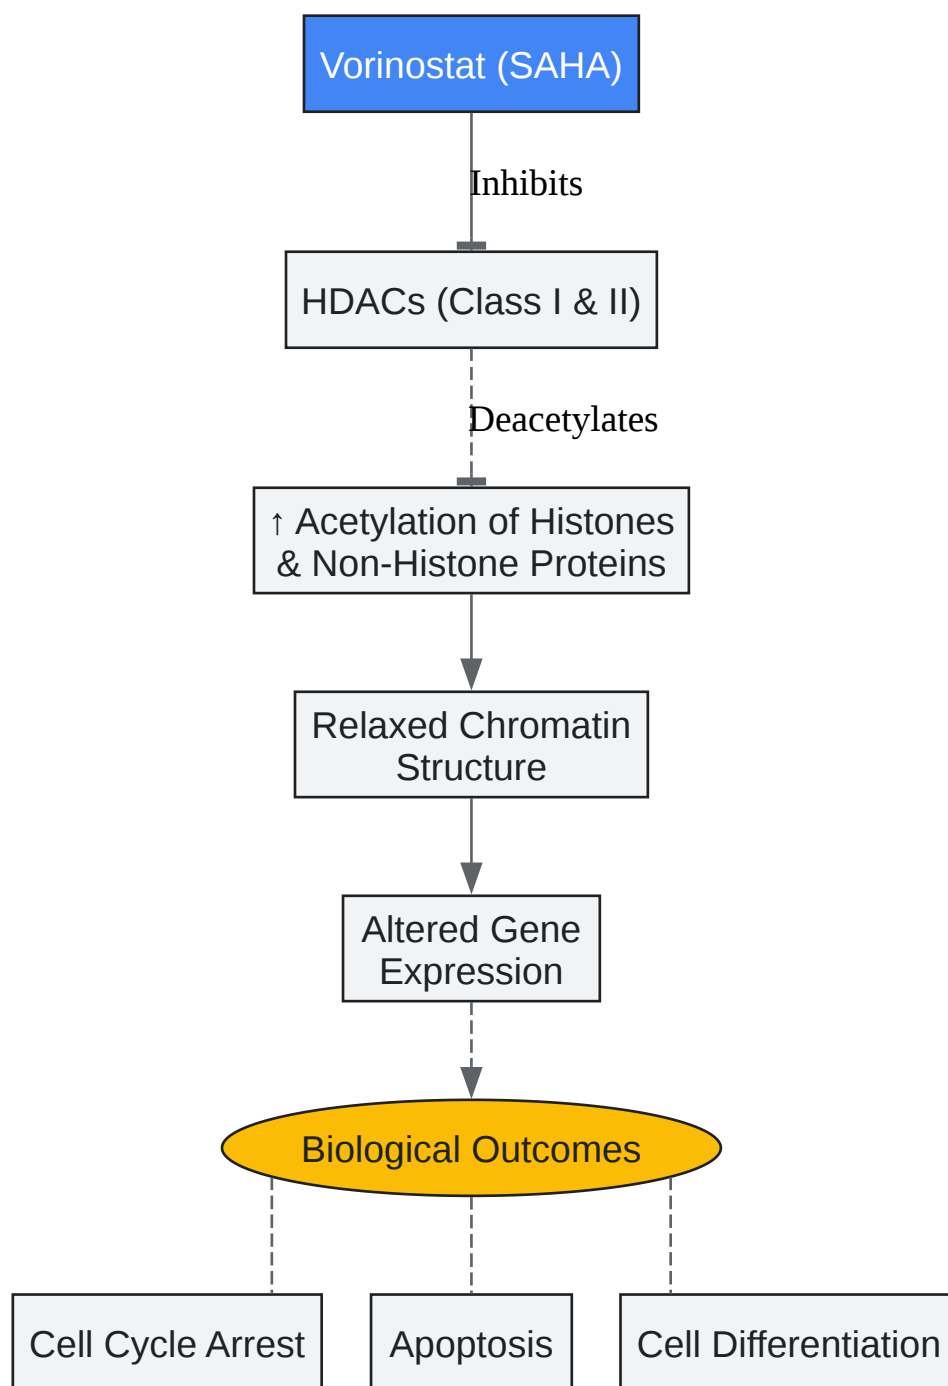 Vorinostat (SAHA)
Inhibits
HDACs (Class I & II)
Deacetylates
↑ Acetylation of Histones
& Non-Histone Proteins
Relaxed Chromatin
Structure
Altered Gene
Expression
Biological Outcomes
Cell Cycle Arrest
Apoptosis
Cell Differentiation